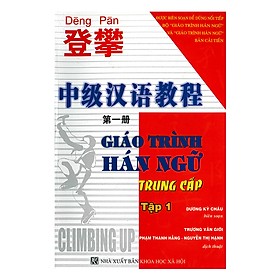 Dēng Pān
登攀
ĐƯỢC BIÊN SOẠN ĐỂ DÙNG NỐI TIẾP
BỘ "GIÁO TRÌNH HÁN NGỮ"
VÀ "GIÁO TRÌNH HÁN NGỮ"
BẢN CẢI TIẾN
中级汉语教程
第一册
GIÁO TRÌNH
HÁN NGỮ
TRUNG CẤP
Tập 1
CLIMBING UP
DƯƠNG KÝ CHÂU
biên soạn
TRƯƠNG VĂN GIỚI
PHẠM THANH HẰNG - NGUYỄN THỊ HẠNH
dịch thuật
NHÀ XUẤT BẢN KHOA HỌC XÃ HỘI